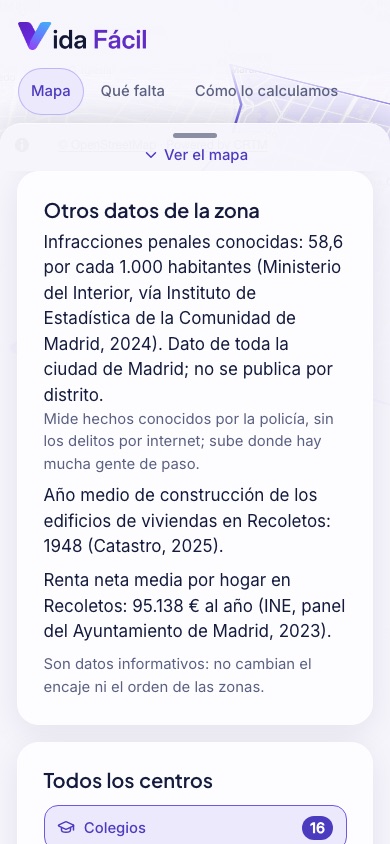 Vida Fácil
Mapa Qué falta Cómo lo calculamos
Ver el mapa
Otros datos de la zona
Infracciones penales conocidas: 58,6
por cada 1.000 habitantes (Ministerio
del Interior, vía Instituto de
Estadística de la Comunidad de
Madrid, 2024). Dato de toda la
ciudad de Madrid; no se publica por
distrito.
Mide hechos conocidos por la policía, sin
los delitos por internet; sube donde hay
mucha gente de paso.
Año medio de construcción de los
edificios de viviendas en Recoletos:
1948 (Catastro, 2025).
Renta neta media por hogar en
Recoletos: 95.138 € al año (INE, panel
del Ayuntamiento de Madrid, 2023).
Son datos informativos: no cambian el
encaje ni el orden de las zonas.
Todos los centros
Colegios 16